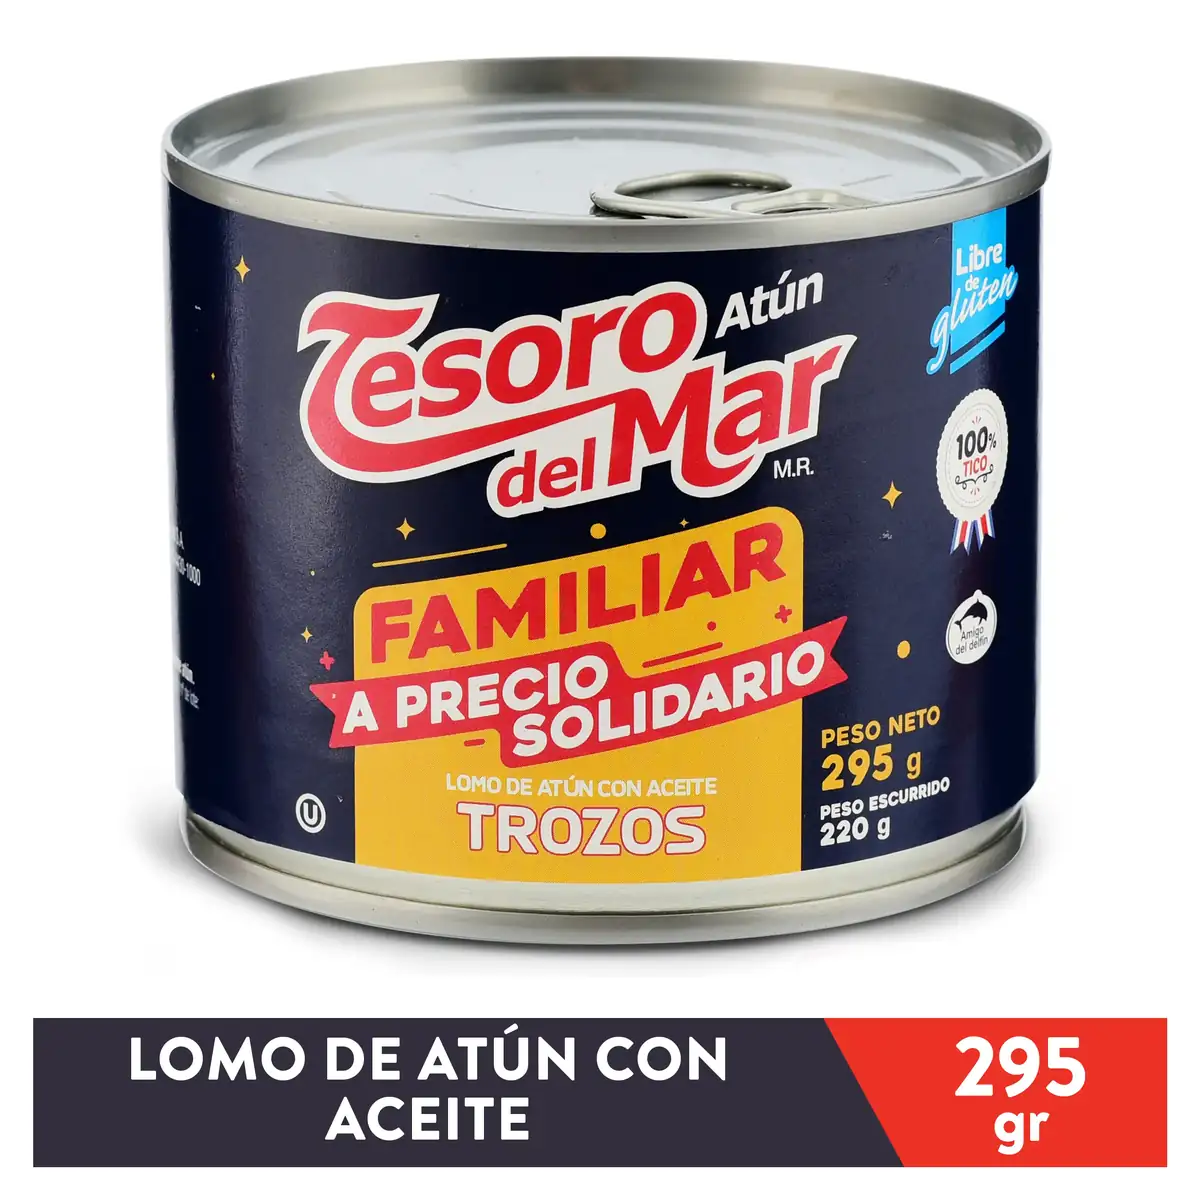 Tesoro
del Mar
Atún
M.R.
Libre
de
gluten
100%
TICO
FAMILIAR
A PRECIO
SOLIDARIO
Amigo
del delfín
LOMO DE ATÚN CON ACEITE
TROZOS
PESO NETO
295 g
PESO ESCURRIDO
220 g
U
LOMO DE ATÚN CON
ACEITE
295
gr